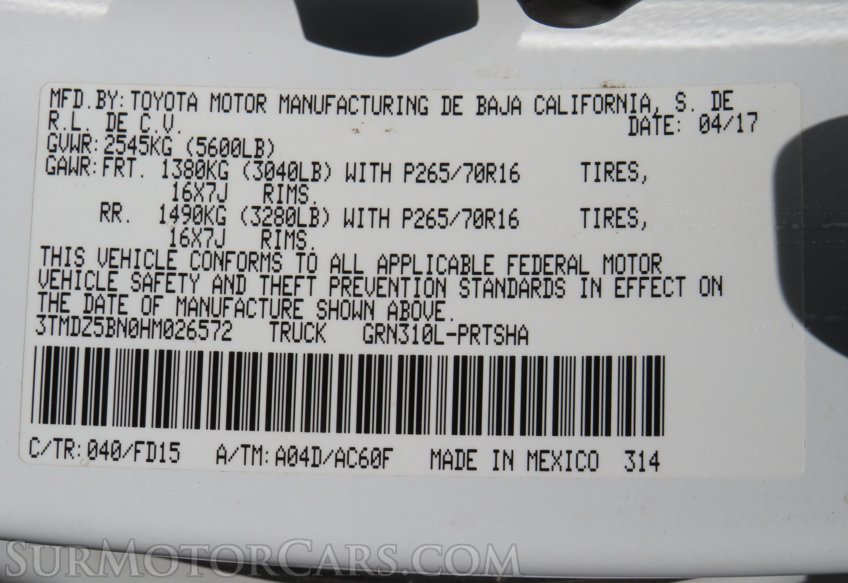 MFD.BY: TOYOTA MOTOR MANUFACTURING DE BAJA CALIFORNIA, S. DE
R.L. DE C.V. DATE: 04/17
GVWR: 2545KG (5600LB)
GAWR: FRT. 1380KG (3040LB) WITH P265/70R16 TIRES,
16X7J RIMS.
RR. 1490KG (3280LB) WITH P265/70R16 TIRES,
16X7J RIMS.
THIS VEHICLE CONFORMS TO ALL APPLICABLE FEDERAL MOTOR
VEHICLE SAFETY AND THEFT PREVENTION STANDARDS IN EFFECT ON
THE DATE OF MANUFACTURE SHOWN ABOVE.
3TMDZ5BN0HM026572 TRUCK GRN310L-PRTSHA
C/TR: 040/FD15 A/TM: A04D/AC60F MADE IN MEXICO 314
SurMotorCars.com